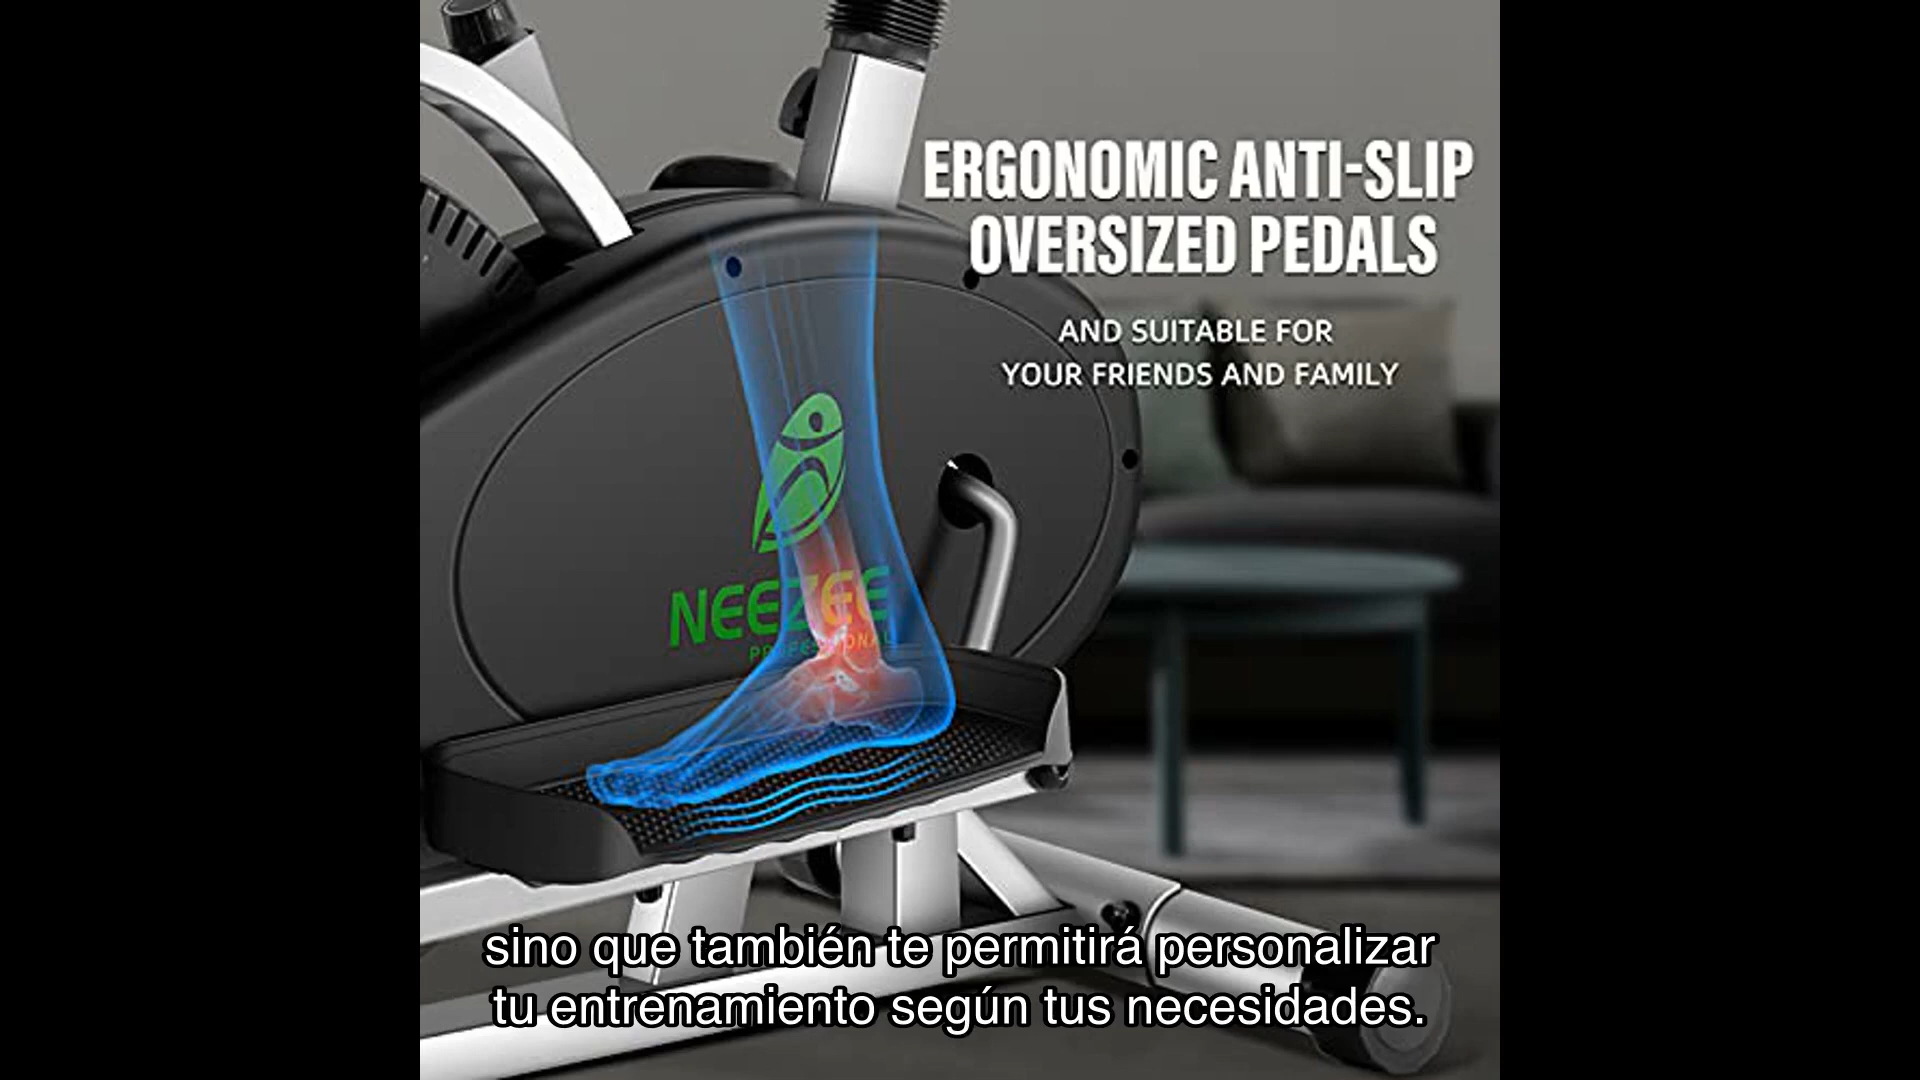 ERGONOMIC ANTI-SLIP
OVERSIZED PEDALS
AND SUITABLE FOR
YOUR FRIENDS AND FAMILY
NEEZEE
PROFESSIONAL
sino que también te permitirá personalizar
tu entrenamiento según tus necesidades.